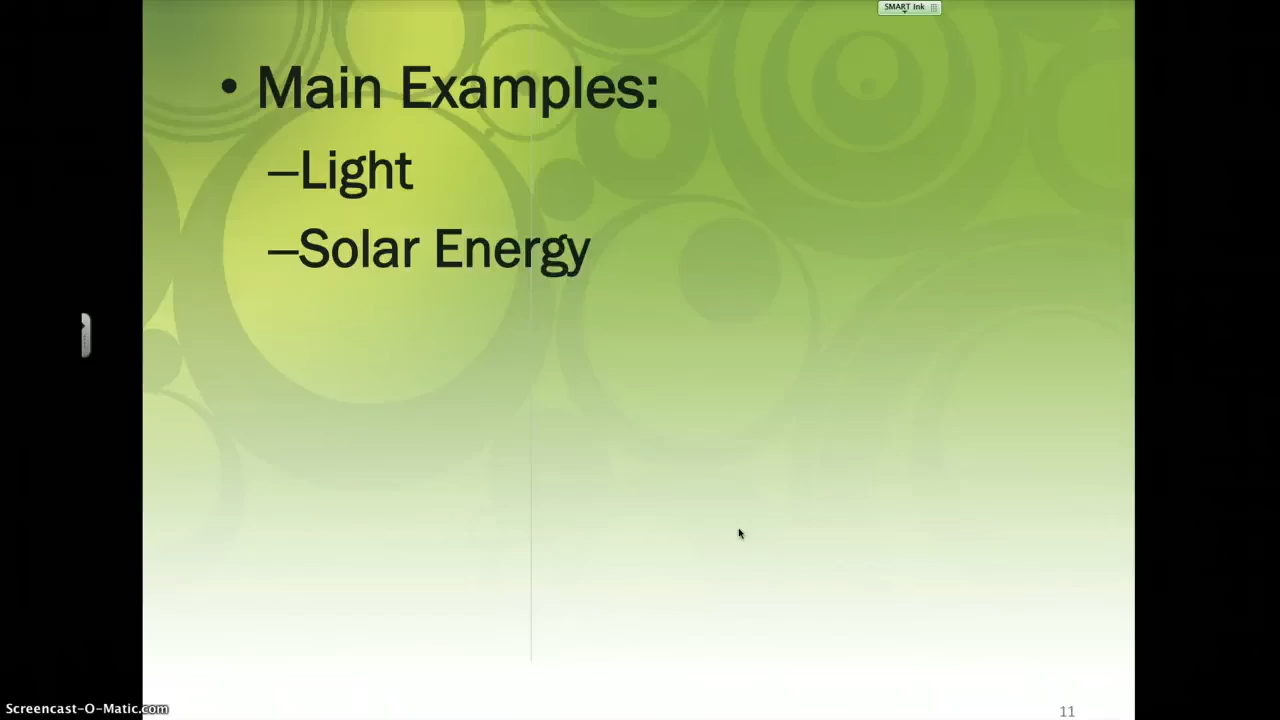 SMART Ink
• Main Examples:
–Light
–Solar Energy
Screencast-O-Matic.com
11